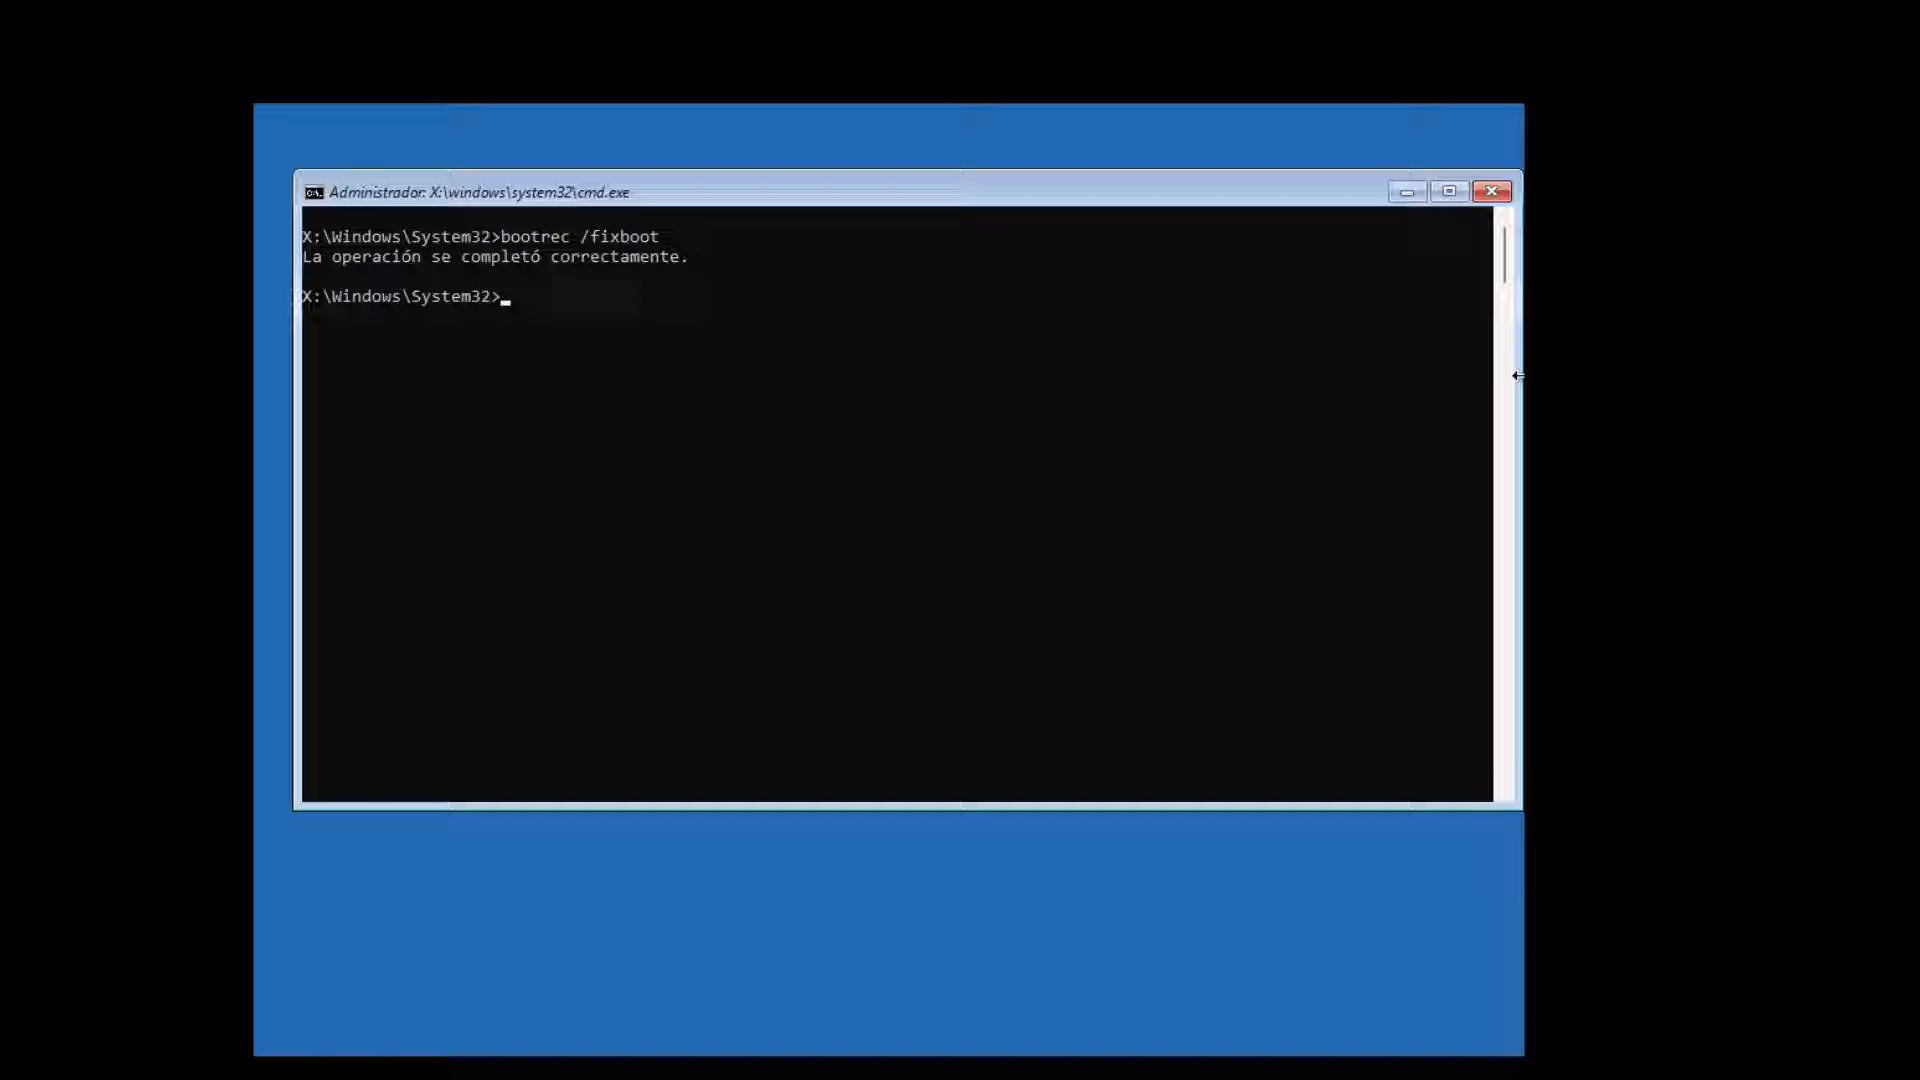 Administrador: X:\windows\system32\cmd.exe
X:\Windows\System32>bootrec /fixboot
La operación se completó correctamente.
X:\Windows\System32>